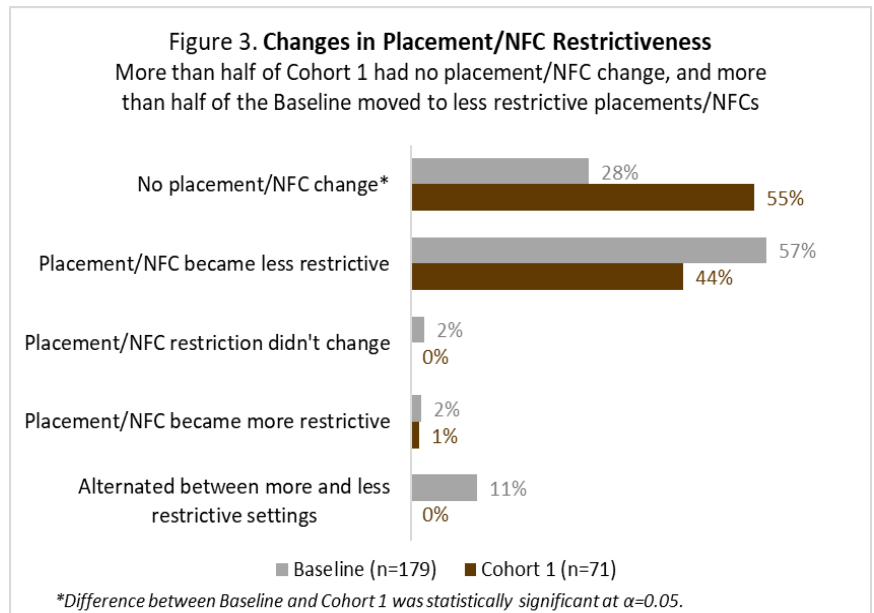 Figure 3. Changes in Placement/NFC Restrictiveness
More than half of Cohort 1 had no placement/NFC change, and more
than half of the Baseline moved to less restrictive placements/NFCs
No placement/NFC change*
28%
55%
Placement/NFC became less restrictive
57%
44%
Placement/NFC restriction didn't change
2%
0%
Placement/NFC became more restrictive
2%
1%
Alternated between more and less
restrictive settings
11%
0%
Baseline (n=179) Cohort 1 (n=71)
*Difference between Baseline and Cohort 1 was statistically significant at α=0.05.